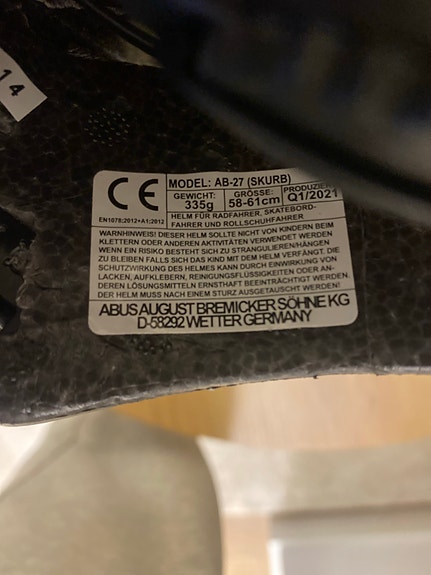 14
CE
EN1078:2012+A1:2012
MODEL: AB-27 (SKURB)
GEWICHT: 335g
GRÖSSE: 58-61cm
PRODUZIERT Q1/2021
HELM FÜR RADFAHRER, SKATEBORD-
FAHRER UND ROLLSCHUHFAHRER
WARNHINWEIS! DIESER HELM SOLLTE NICHT VON KINDERN BEIM
KLETTERN ODER ANDEREN AKTIVITÄTEN VERWENDET WERDEN
WENN EIN RISIKO BESTEHT SICH ZU STRANGULIEREN/HÄNGEN
ZU BLEIBEN FALLS SICH DAS KIND MIT DEM HELM VERFÄNGT. DIE
SCHUTZWIRKUNG DES HELMES KANN DURCH EINWIRKUNG VON
LACKEN, AUFKLEBERN, REINIGUNGSFLÜSSIGKEITEN ODER AN-
DEREN LÖSUNGSMITTELN ERNSTHAFT BEEINTRÄCHTIGT WERDEN.
DER HELM MUSS NACH EINEM STURZ AUSGETAUSCHT WERDEN!
ABUS AUGUST BREMICKER SÖHNE KG
D-58292 WETTER GERMANY